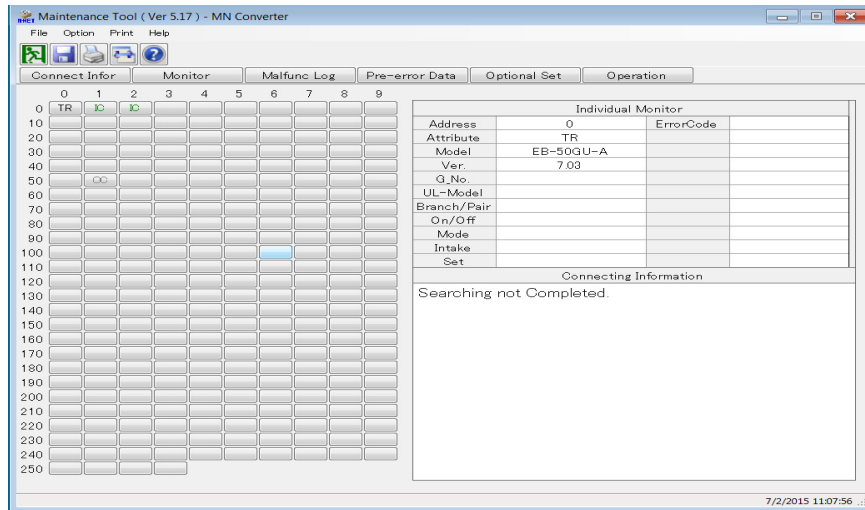 Maintenance Tool ( Ver 5.17 ) - MN Converter
File Option Print Help
Connect Infor Monitor Malfunc Log Pre-error Data Optional Set Operation
0 1 2 3 4 5 6 7 8 9
0 TR IC IC
10
20
30
40
50 OC
60
70
80
90
100
110
120
130
140
150
160
170
180
190
200
210
220
230
240
250
Individual Monitor
Address 0 ErrorCode
Attribute TR
Model EB-50GU-A
Ver. 7.03
G_No.
UL-Model
Branch/Pair
On/Off
Mode
Intake
Set
Connecting Information
Searching not Completed.
7/2/2015 11:07:56